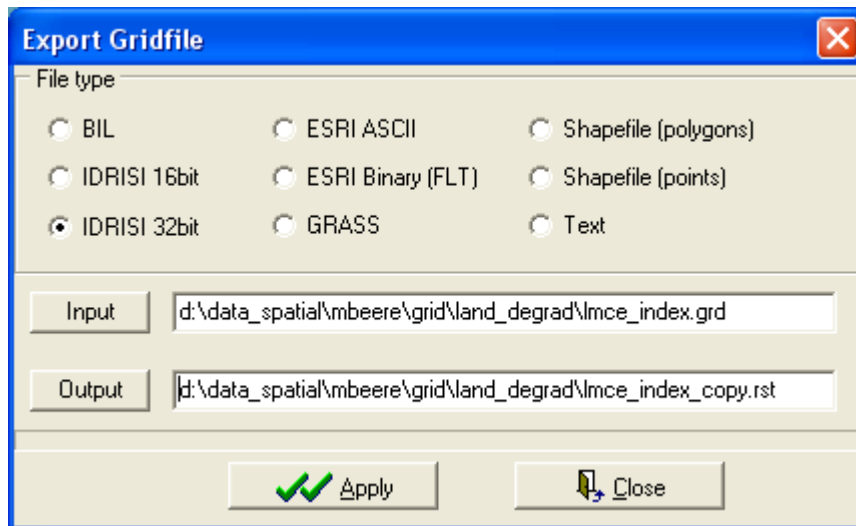 Export Gridfile
File type
BIL
ESRI ASCII
Shapefile (polygons)
IDRISI 16bit
ESRI Binary (FLT)
Shapefile (points)
IDRISI 32bit
GRASS
Text
Input
d:\data_spatial\mbeere\grid\land_degrad\lmce_index.grd
Output
d:\data_spatial\mbeere\grid\land_degrad\lmce_index_copy.rst
Apply
Close